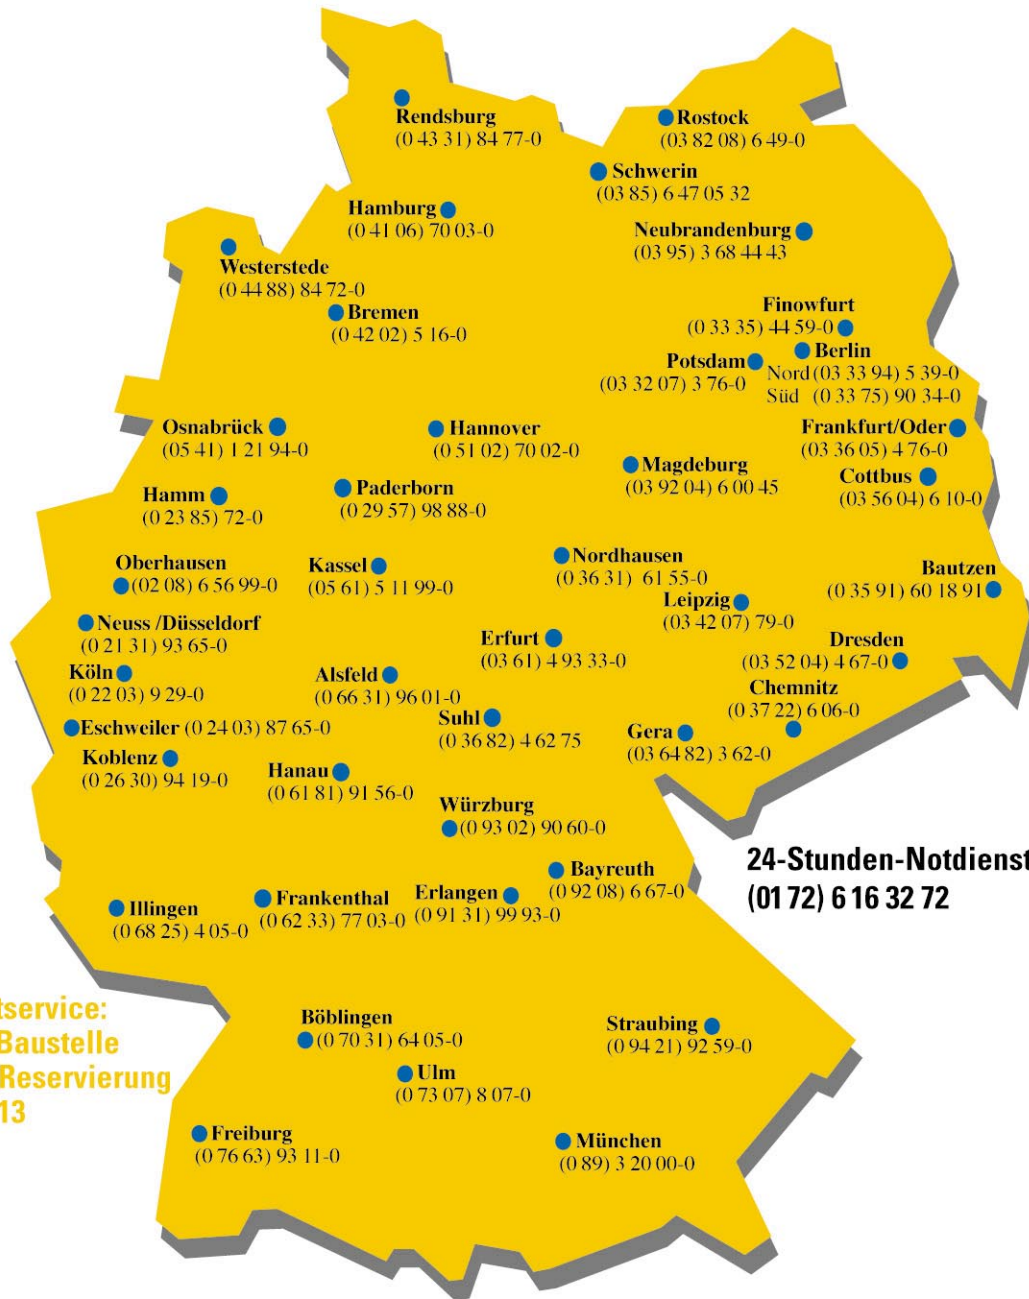 Rendsburg
(0 43 31) 84 77-0
Rostock
(03 82 08) 6 49-0
Schwerin
(03 85) 6 47 05 32
Hamburg
(0 41 06) 70 03-0
Neubrandenburg
(03 95) 3 68 44 43
Westerstede
(0 44 88) 84 72-0
Bremen
(0 42 02) 5 16-0
Finowfurt
(0 33 35) 44 59-0
Berlin
Nord (03 33 94) 5 39-0
Süd (0 33 75) 90 34-0
Potsdam
(03 32 07) 3 76-0
Osnabrück
(05 41) 1 21 94-0
Hannover
(0 51 02) 70 02-0
Frankfurt/Oder
(03 36 05) 4 76-0
Magdeburg
(03 92 04) 6 00 45
Cottbus
(03 56 04) 6 10-0
Hamm
(0 23 85) 72-0
Paderborn
(0 29 57) 98 88-0
Oberhausen
(02 08) 6 56 99-0
Kassel
(05 61) 5 11 99-0
Nordhausen
(0 36 31) 61 55-0
Bautzen
(0 35 91) 60 18 91
Leipzig
(03 42 07) 79-0
Neuss /Düsseldorf
(0 21 31) 93 65-0
Erfurt
(03 61) 4 93 33-0
Dresden
(03 52 04) 4 67-0
Köln
(0 22 03) 9 29-0
Alsfeld
(0 66 31) 96 01-0
Chemnitz
(0 37 22) 6 06-0
Eschweiler (0 24 03) 87 65-0
Suhl
(0 36 82) 4 62 75
Gera
(03 64 82) 3 62-0
Koblenz
(0 26 30) 94 19-0
Hanau
(0 61 81) 91 56-0
Würzburg
(0 93 02) 90 60-0
24-Stunden-Notdienst
(01 72) 6 16 32 72
Bayreuth
(0 92 08) 6 67-0
Erlangen
(0 91 31) 99 93-0
Frankenthal
(0 62 33) 77 03-0
Illingen
(0 68 25) 4 05-0
tservice:
Baustelle
Reservierung
13
Böblingen
(0 70 31) 64 05-0
Straubing
(0 94 21) 92 59-0
Ulm
(0 73 07) 8 07-0
Freiburg
(0 76 63) 93 11-0
München
(0 89) 3 20 00-0